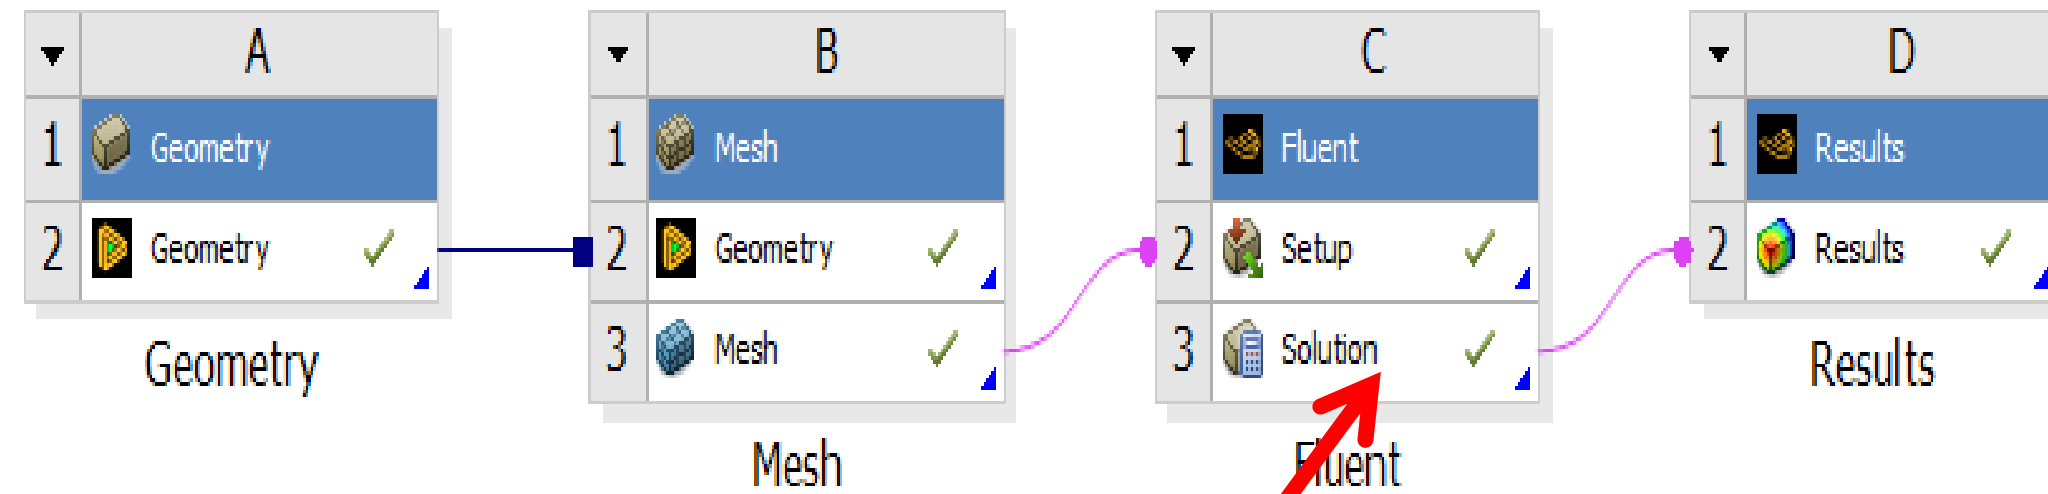 A
1 Geometry
2 Geometry
Geometry
B
1 Mesh
2 Geometry
3 Mesh
Mesh
C
1 Fluent
2 Setup
3 Solution
Fluent
D
1 Results
2 Results
Results